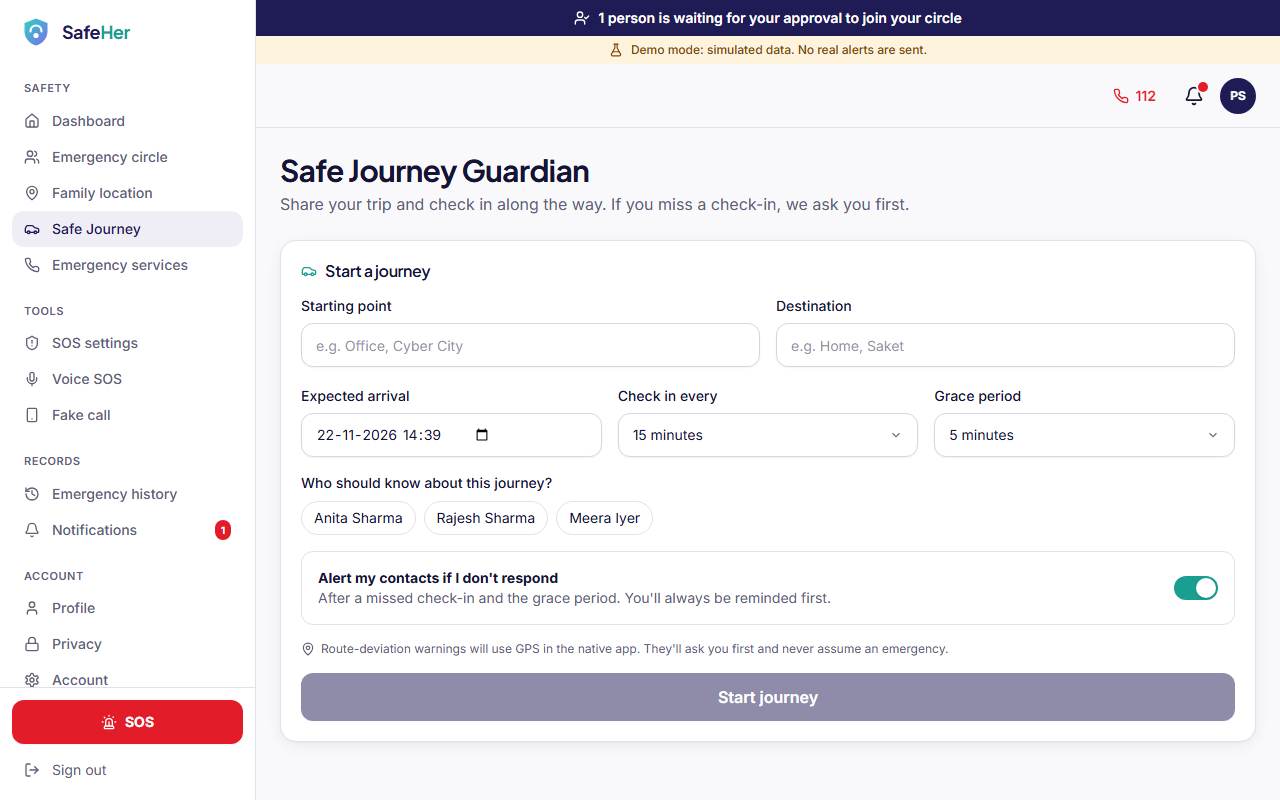 SafeHer
SAFETY
Dashboard
Emergency circle
Family location
Safe Journey
Emergency services
TOOLS
SOS settings
Voice SOS
Fake call
RECORDS
Emergency history
Notifications 1
ACCOUNT
Profile
Privacy
Account
SOS
Sign out
1 person is waiting for your approval to join your circle
Demo mode: simulated data. No real alerts are sent.
112 PS
Safe Journey Guardian
Share your trip and check in along the way. If you miss a check-in, we ask you first.
Start a journey
Starting point Destination
e.g. Office, Cyber City e.g. Home, Saket
Expected arrival Check in every Grace period
22-11-2026 14:39 15 minutes 5 minutes
Who should know about this journey?
Anita Sharma Rajesh Sharma Meera Iyer
Alert my contacts if I don't respond
After a missed check-in and the grace period. You'll always be reminded first.
Route-deviation warnings will use GPS in the native app. They'll ask you first and never assume an emergency.
Start journey